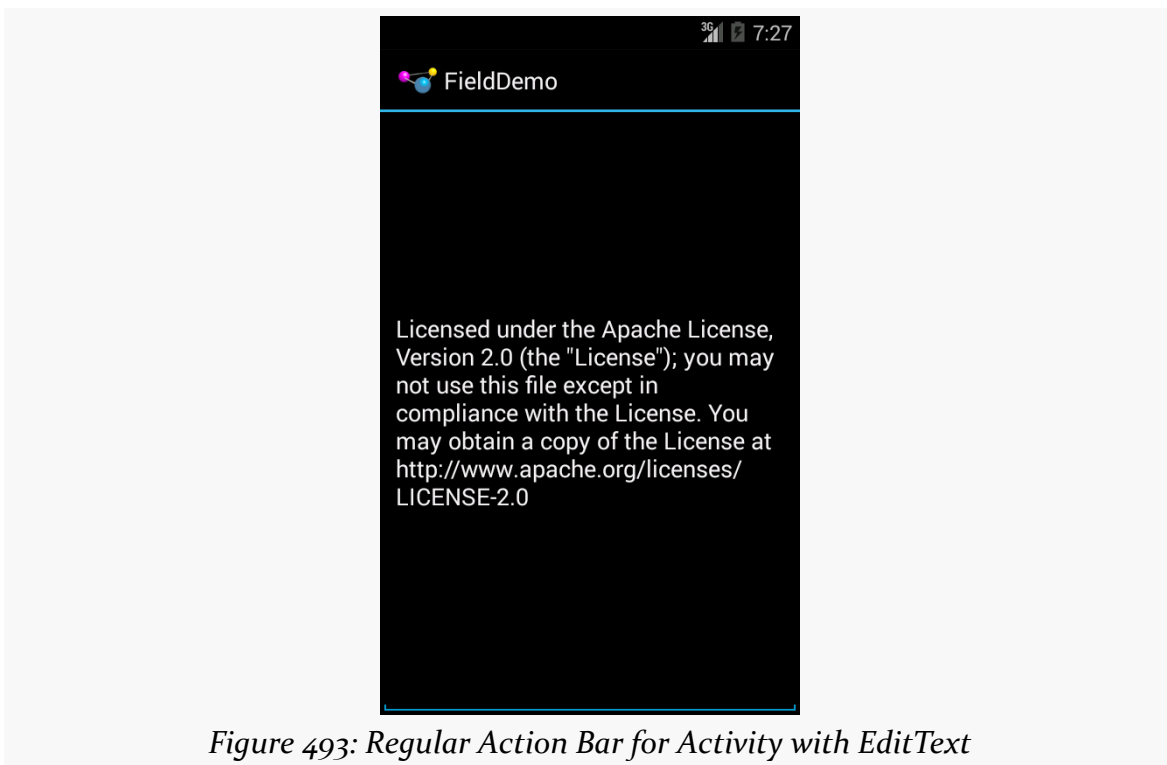 3G 7:27
FieldDemo
Licensed under the Apache License,
Version 2.0 (the "License"); you may
not use this file except in
compliance with the License. You
may obtain a copy of the License at
http://www.apache.org/licenses/
LICENSE-2.0
Figure 493: Regular Action Bar for Activity with EditText